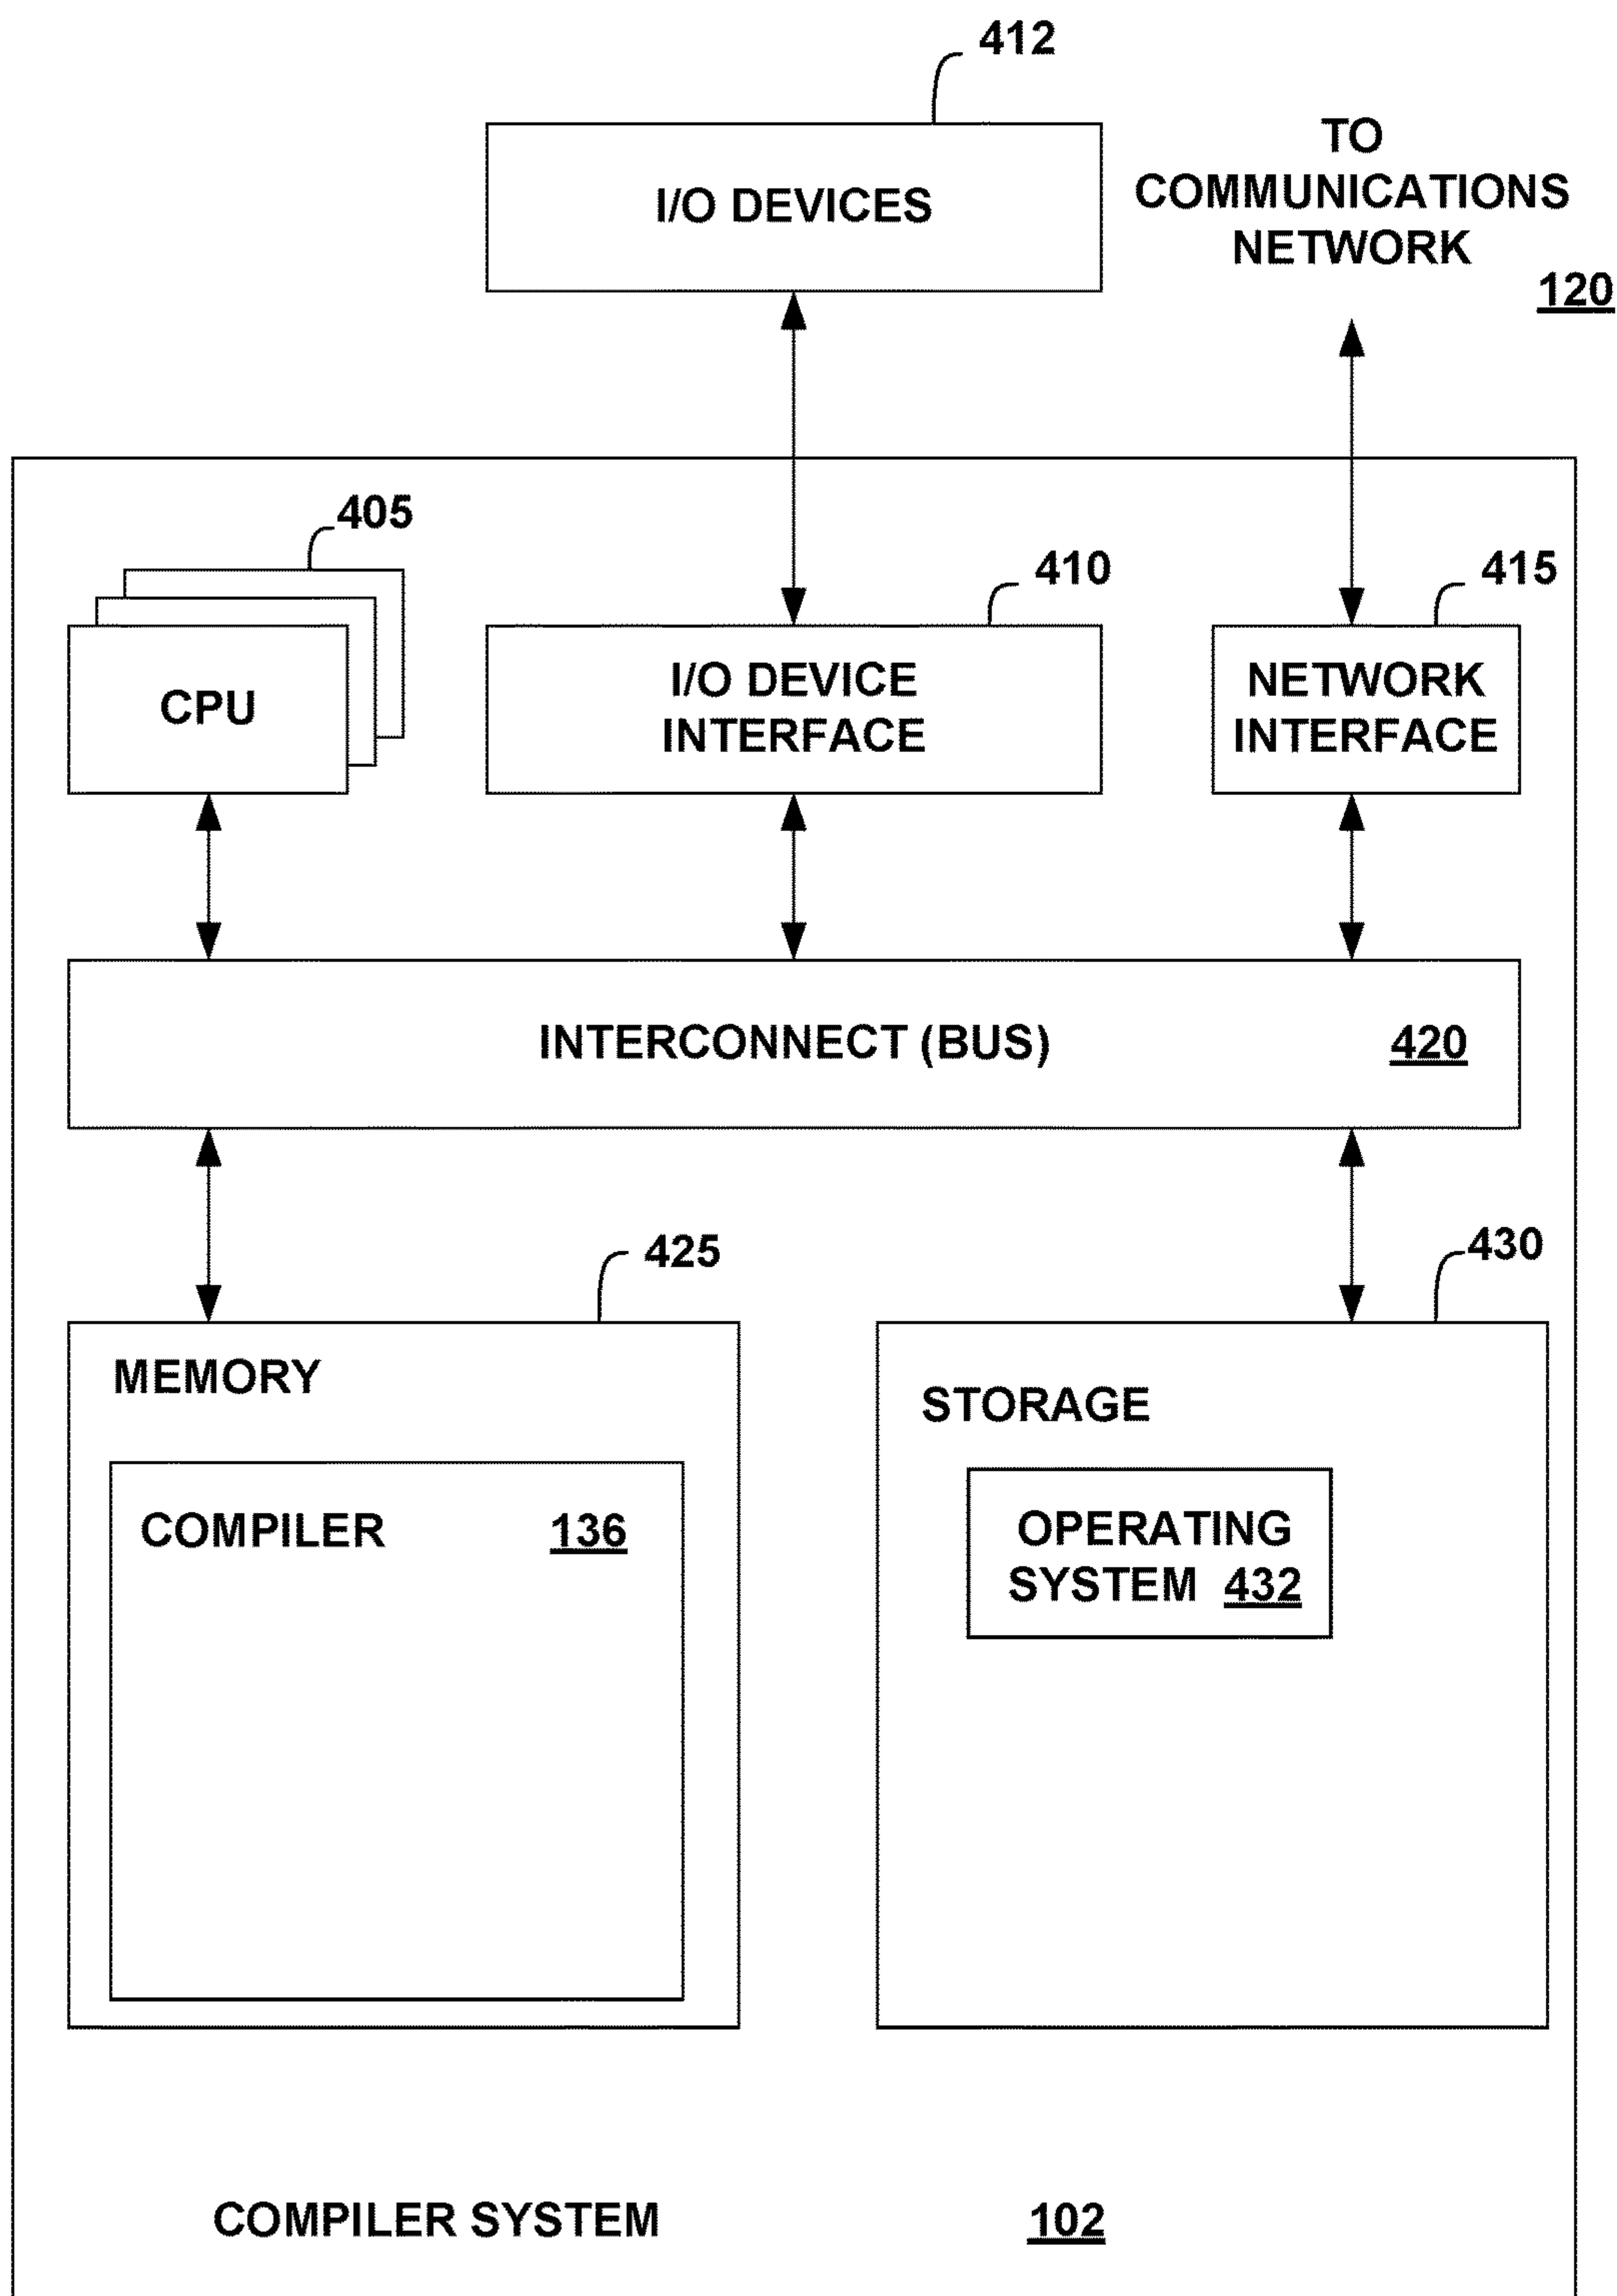 412
I/O DEVICES
TO
COMMUNICATIONS
NETWORK
120
405
410
415
CPU
I/O DEVICE
INTERFACE
NETWORK
INTERFACE
INTERCONNECT (BUS) 420
425
430
MEMORY
STORAGE
COMPILER 136
OPERATING
SYSTEM 432
COMPILER SYSTEM 102